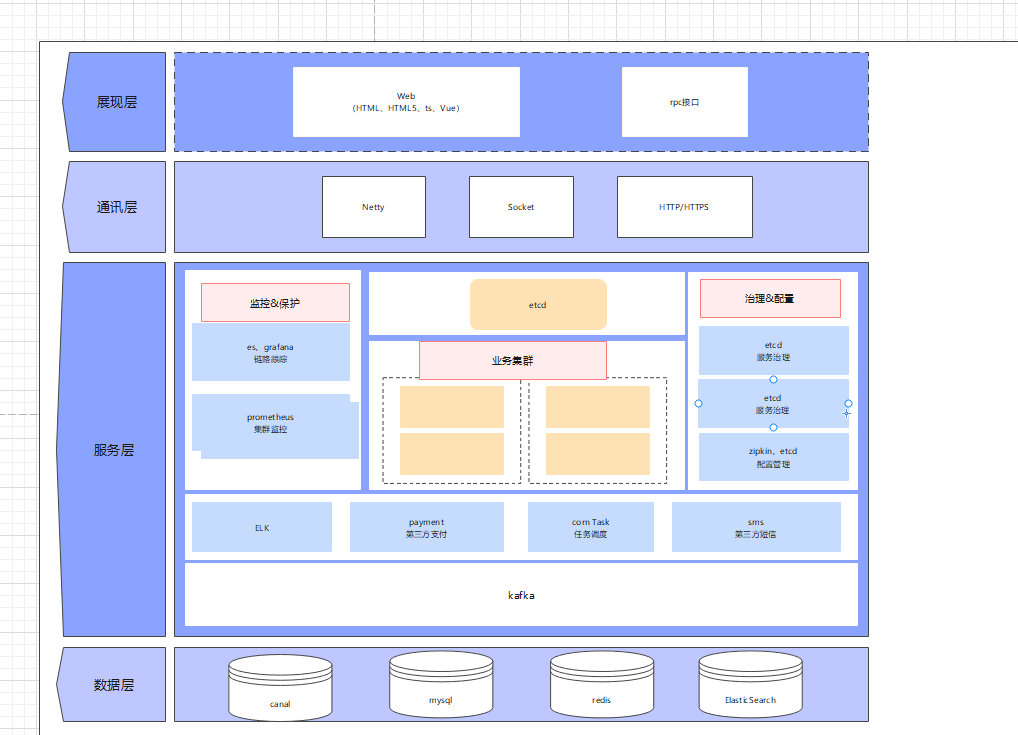 展现层
Web
(HTML、HTML5、ts、Vue)
rpc接口
通讯层
Netty
Socket
HTTP/HTTPS
服务层
监控&保护
es, grafana
链路跟踪
prometheus
集群监控
etcd
业务集群
治理&配置
etcd
服务治理
etcd
服务治理
zipkin, etcd
配置管理
ELK
payment
第三方支付
corn Task
任务调度
sms
第三方短信
kafka
数据层
canal
mysql
redis
ElasticSearch